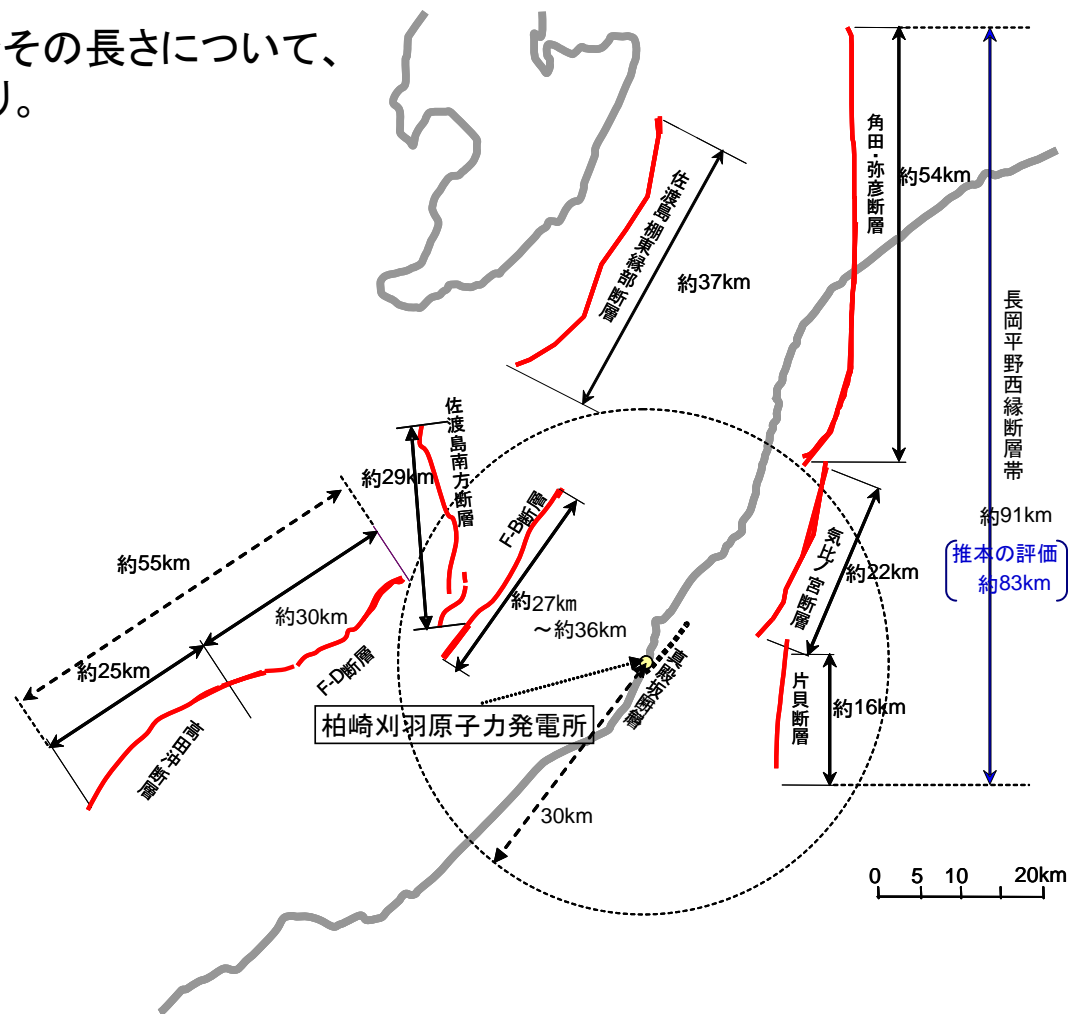 その長さについて、
り。
角田・弥彦断層
約54km
佐渡島棚東縁部断層
約37km
長岡平野西縁断層帯
約91km
推本の評価
約83km
佐渡島南方断層
約29km
F-B断層
約27㎞
～約36km
気比ノ宮断層
約22km
約55km
約30km
約25km
F-D断層
高田沖断層
真殿坂断層
片貝断層
約16km
柏崎刈羽原子力発電所
30km
0 5 10 20km